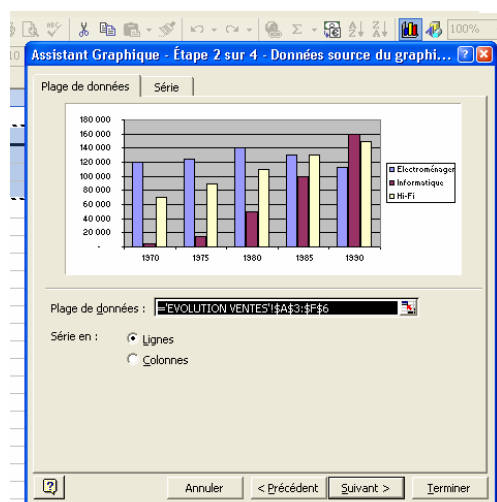 100%
10
Assistant Graphique - Étape 2 sur 4 - Données source du graphi...
Plage de données
Série
180 000
160 000
140 000
120 000
100 000
80 000
60 000
40 000
20 000
-
1970 1975 1980 1985 1990
Electroménager
Informatique
Hi-Fi
Plage de données : ='EVOLUTION VENTES'!$A$3:$F$6
Série en : Lignes
Colonnes
Annuler < Précédent Suivant > Terminer